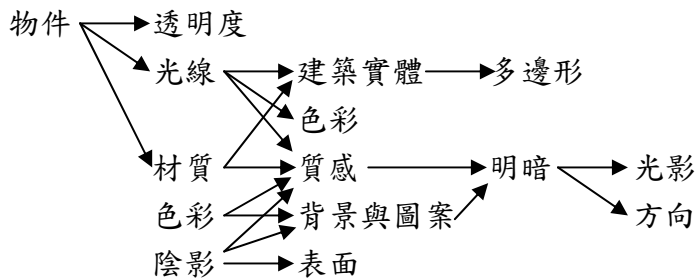 物件 透明度
光線 建築實體 多邊形
色彩
材質 質感 明暗 光影
色彩 背景與圖案 方向
陰影 表面